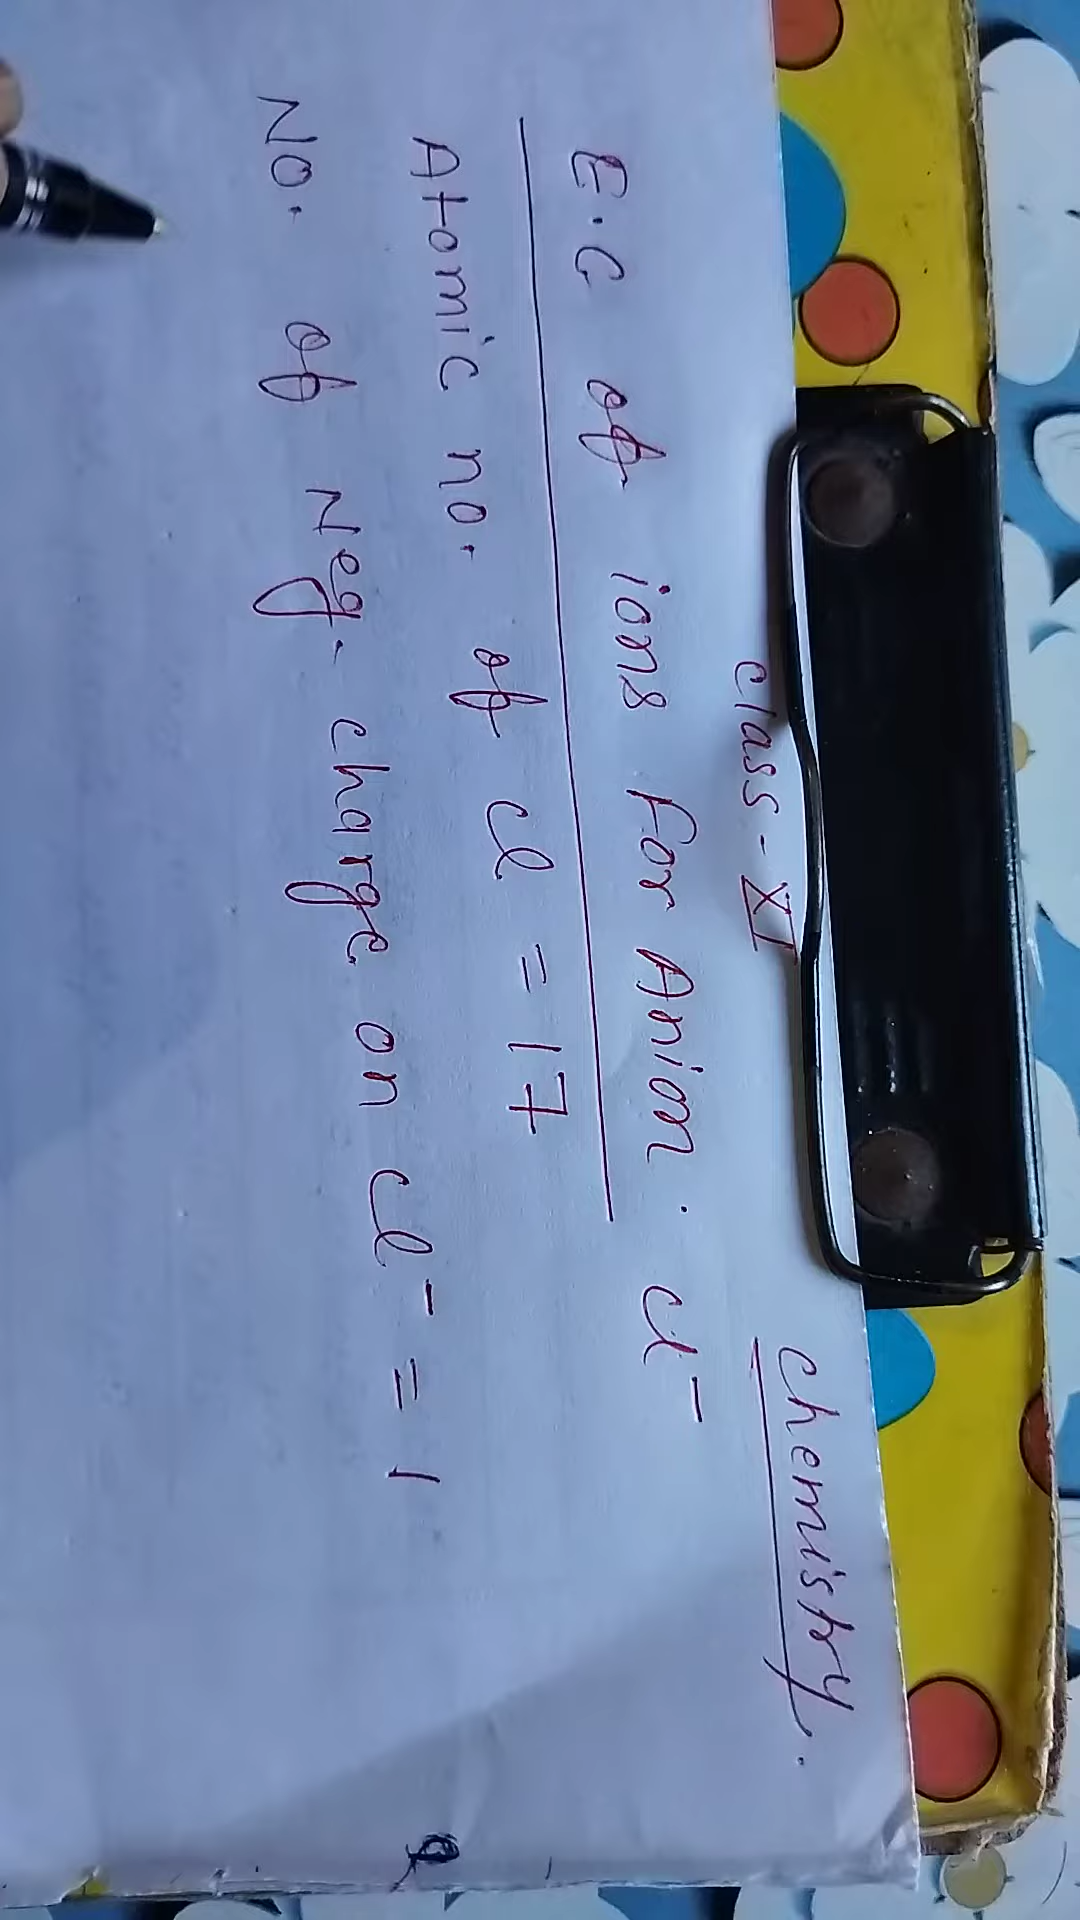 class - XI
chemistry.
E.C of ions for Anion. cl⁻
Atomic no. of cl = 17
No. of Neg. charge on cl⁻ = 1